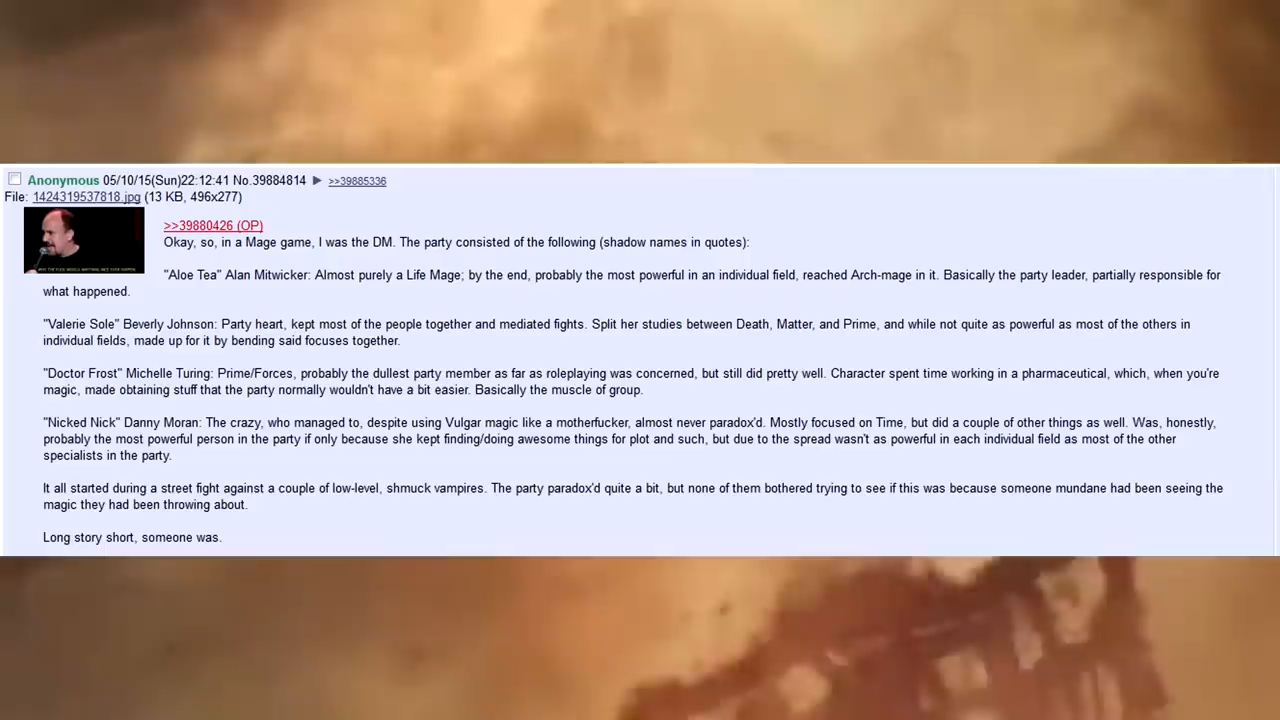 Anonymous 05/10/15(Sun)22:12:41 No.39884814 ▶ >>39885336
File: 1424319537818.jpg (13 KB, 496x277)
>>39880426 (OP)
Okay, so, in a Mage game, I was the DM. The party consisted of the following (shadow names in quotes):
"Aloe Tea" Alan Mitwicker: Almost purely a Life Mage; by the end, probably the most powerful in an individual field, reached Arch-mage in it. Basically the party leader, partially responsible for
what happened.
"Valerie Sole" Beverly Johnson: Party heart, kept most of the people together and mediated fights. Split her studies between Death, Matter, and Prime, and while not quite as powerful as most of the others in
individual fields, made up for it by bending said focuses together.
"Doctor Frost" Michelle Turing: Prime/Forces, probably the dullest party member as far as roleplaying was concerned, but still did pretty well. Character spent time working in a pharmaceutical, which, when you're
magic, made obtaining stuff that the party normally wouldn't have a bit easier. Basically the muscle of group.
"Nicked Nick" Danny Moran: The crazy, who managed to, despite using Vulgar magic like a motherfucker, almost never paradox'd. Mostly focused on Time, but did a couple of other things as well. Was, honestly,
probably the most powerful person in the party if only because she kept finding/doing awesome things for plot and such, but due to the spread wasn't as powerful in each individual field as most of the other
specialists in the party.
It all started during a street fight against a couple of low-level, shmuck vampires. The party paradox'd quite a bit, but none of them bothered trying to see if this was because someone mundane had been seeing the
magic they had been throwing about.
Long story short, someone was.